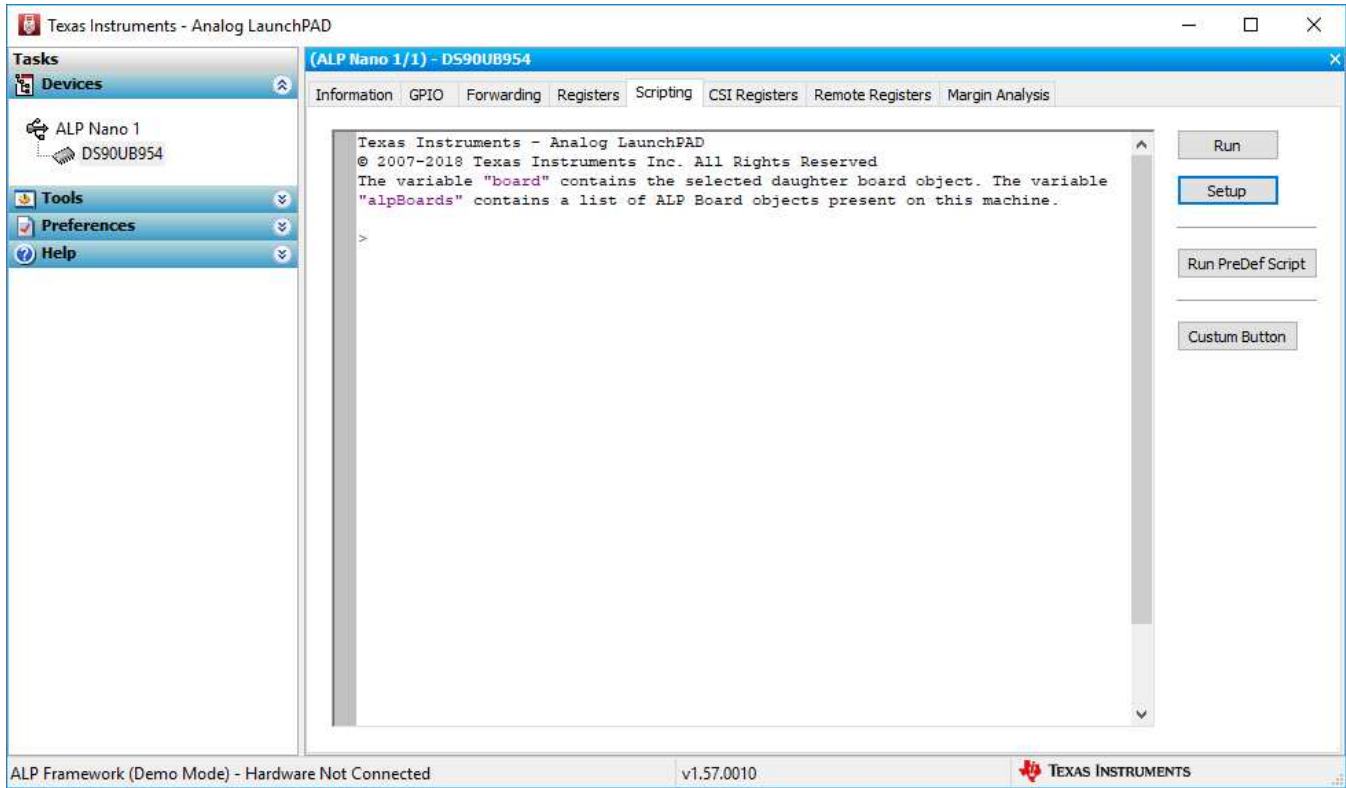 Texas Instruments - Analog LaunchPAD
Tasks
Devices
ALP Nano 1
DS90UB954
Tools
Preferences
Help
(ALP Nano 1/1) - DS90UB954
Information GPIO Forwarding Registers Scripting CSI Registers Remote Registers Margin Analysis
Texas Instruments - Analog LaunchPAD
© 2007-2018 Texas Instruments Inc. All Rights Reserved
The variable "board" contains the selected daughter board object. The variable
"alpBoards" contains a list of ALP Board objects present on this machine.
>
Run
Setup
Run PreDef Script
Custum Button
ALP Framework (Demo Mode) - Hardware Not Connected
v1.57.0010
TEXAS INSTRUMENTS